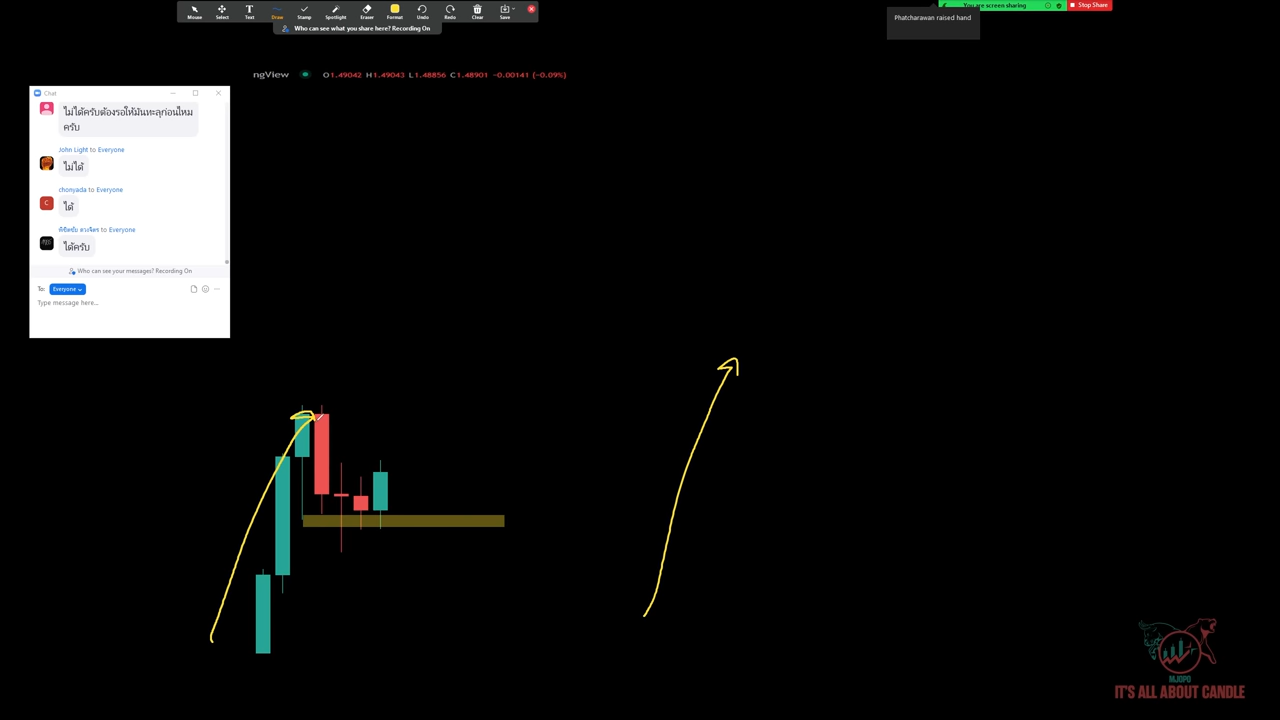 Mouse Select Text Draw Stamp Spotlight Eraser Format Undo Redo Clear Save
You are screen sharing Stop Share
Who can see what you share here? Recording On
Phatcharawan raised hand
ngView O1.49042 H1.49043 L1.48856 C1.48901 -0.00141 (-0.09%)
Chat
ไม่ได้ครับต้องรอให้มันทะลุก่อนไหม
ครับ
John Light to Everyone
ไม่ได้
chonyada to Everyone
C
ได้
to Everyone
ได้ครับ
Who can see your messages? Recording On
To: Everyone
Type message here...
MJOPO
IT'S ALL ABOUT CANDLE